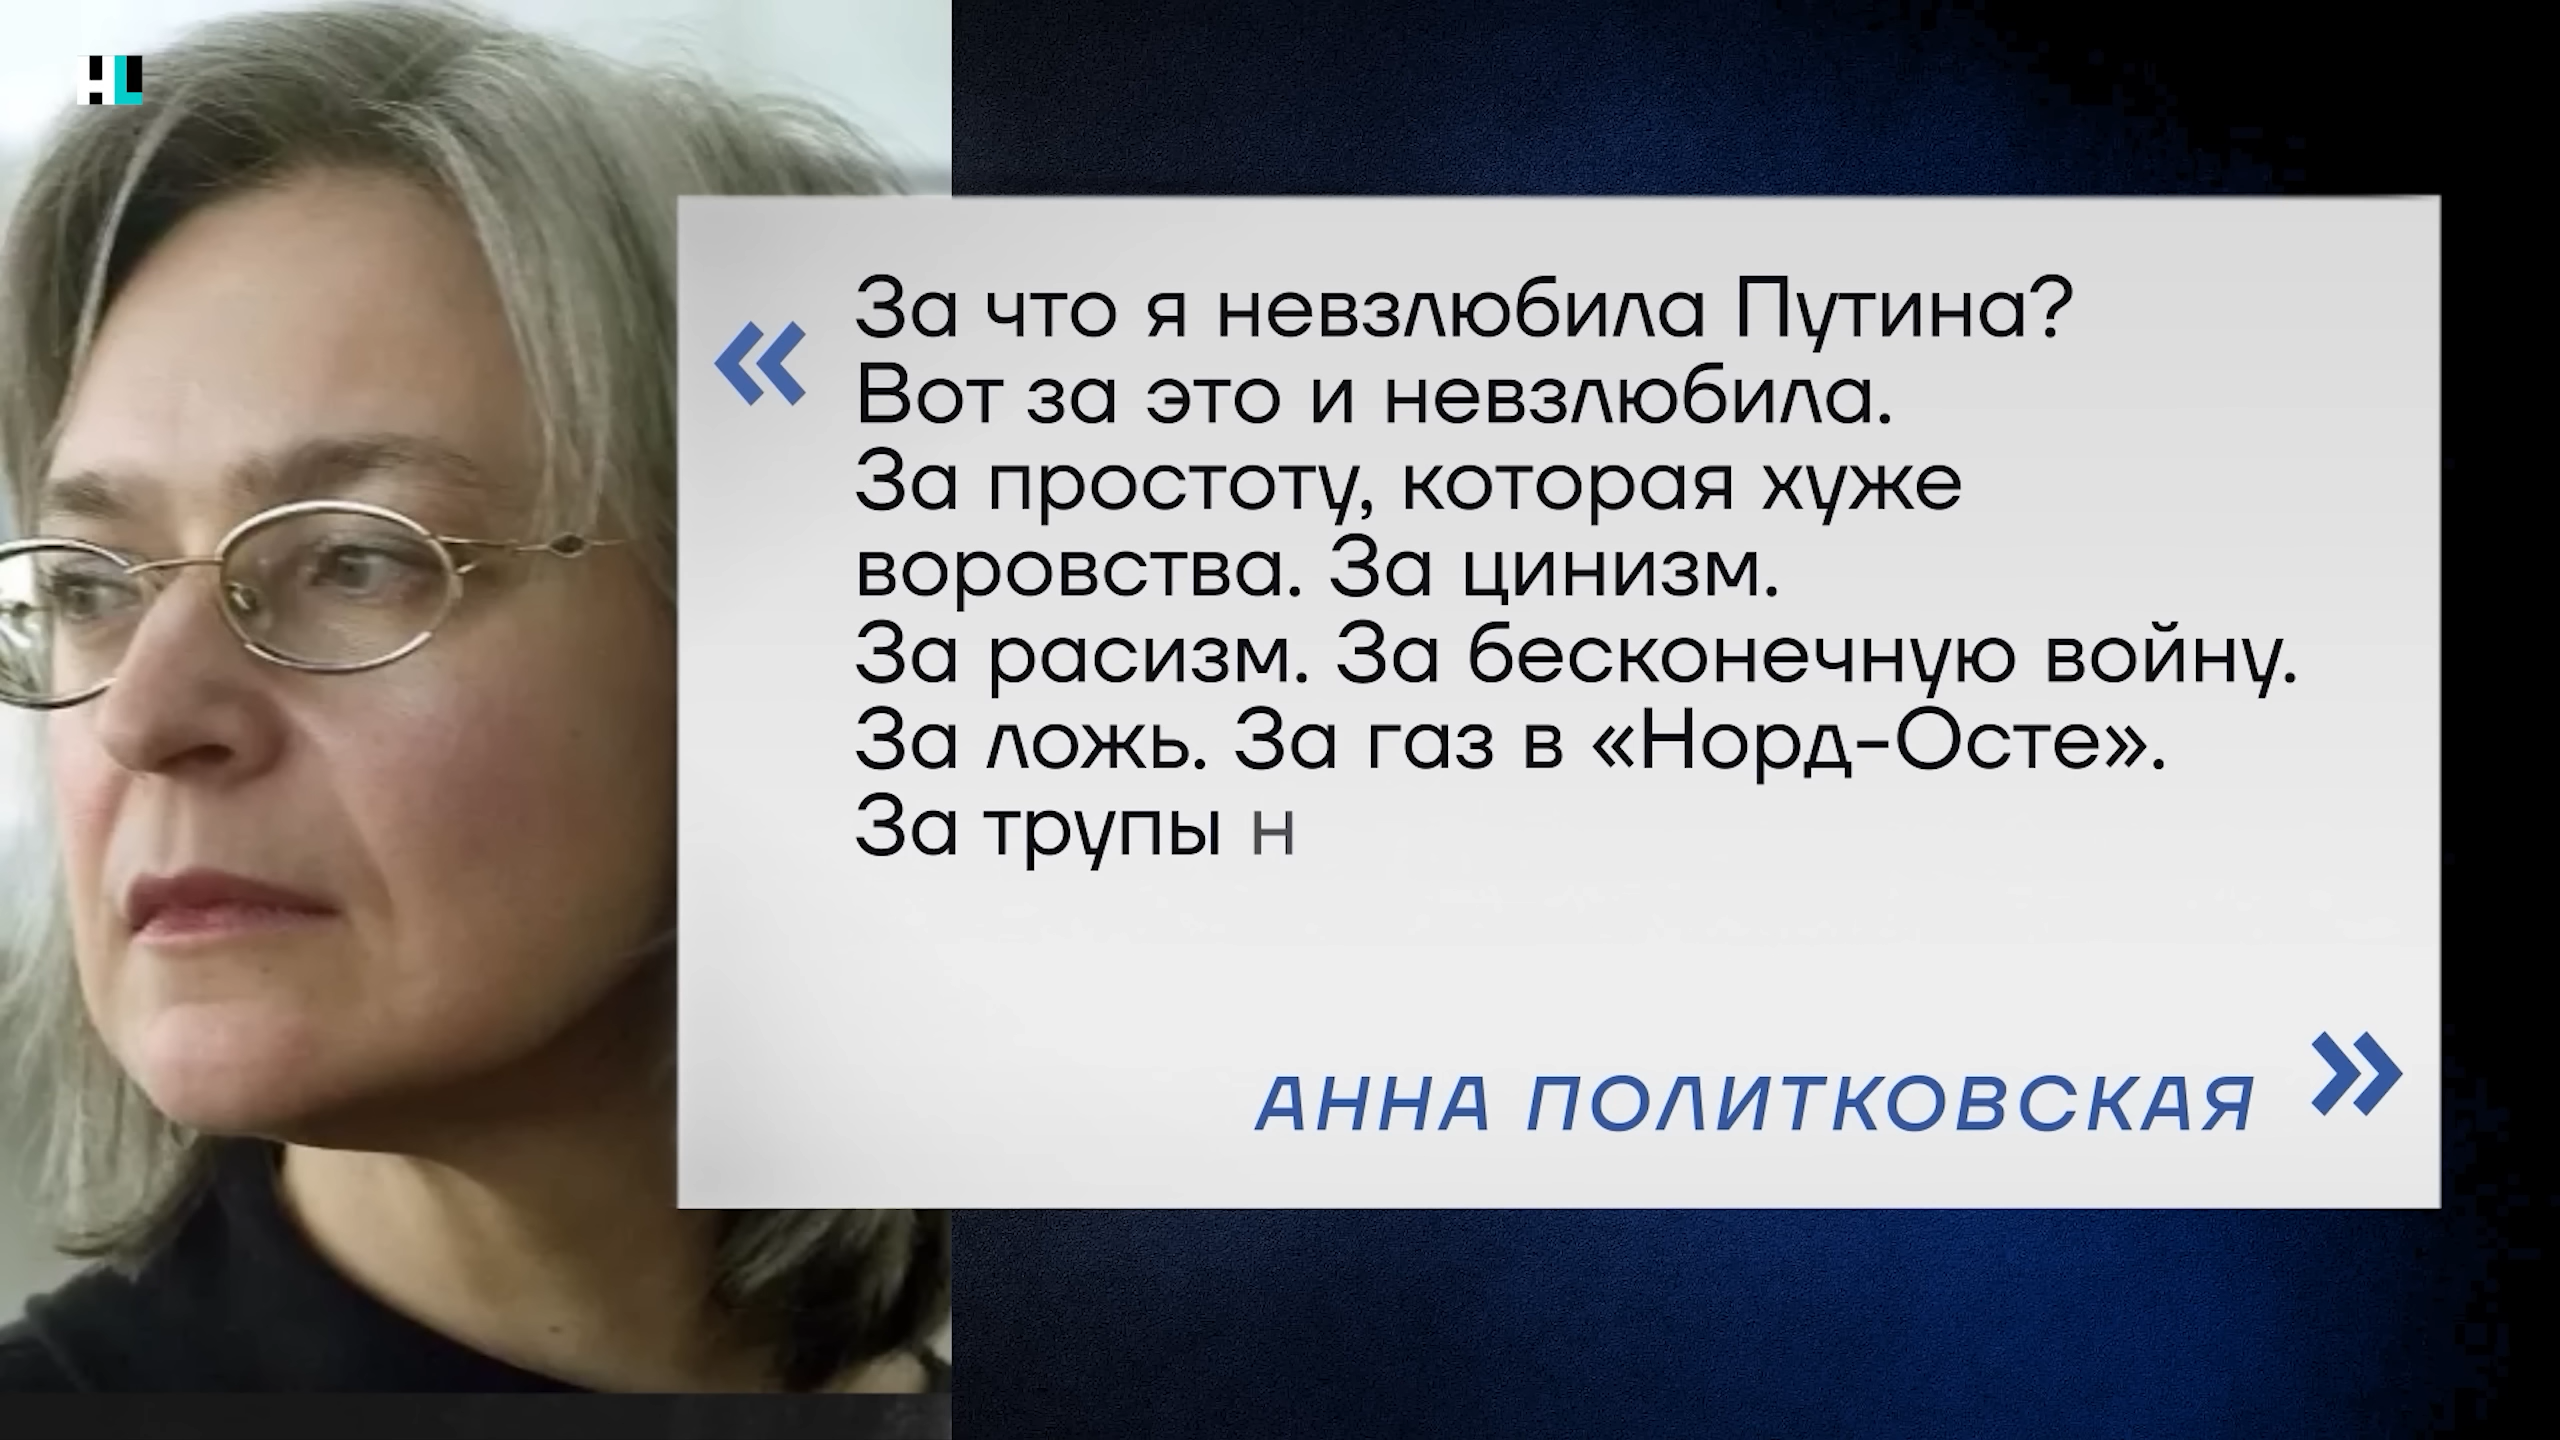 HL
«
За что я невзлюбила Путина?
Вот за это и невзлюбила.
За простоту, которая хуже
воровства. За цинизм.
За расизм. За бесконечную войну.
За ложь. За газ в «Норд-Осте».
За трупы н
АННА ПОЛИТКОВСКАЯ »